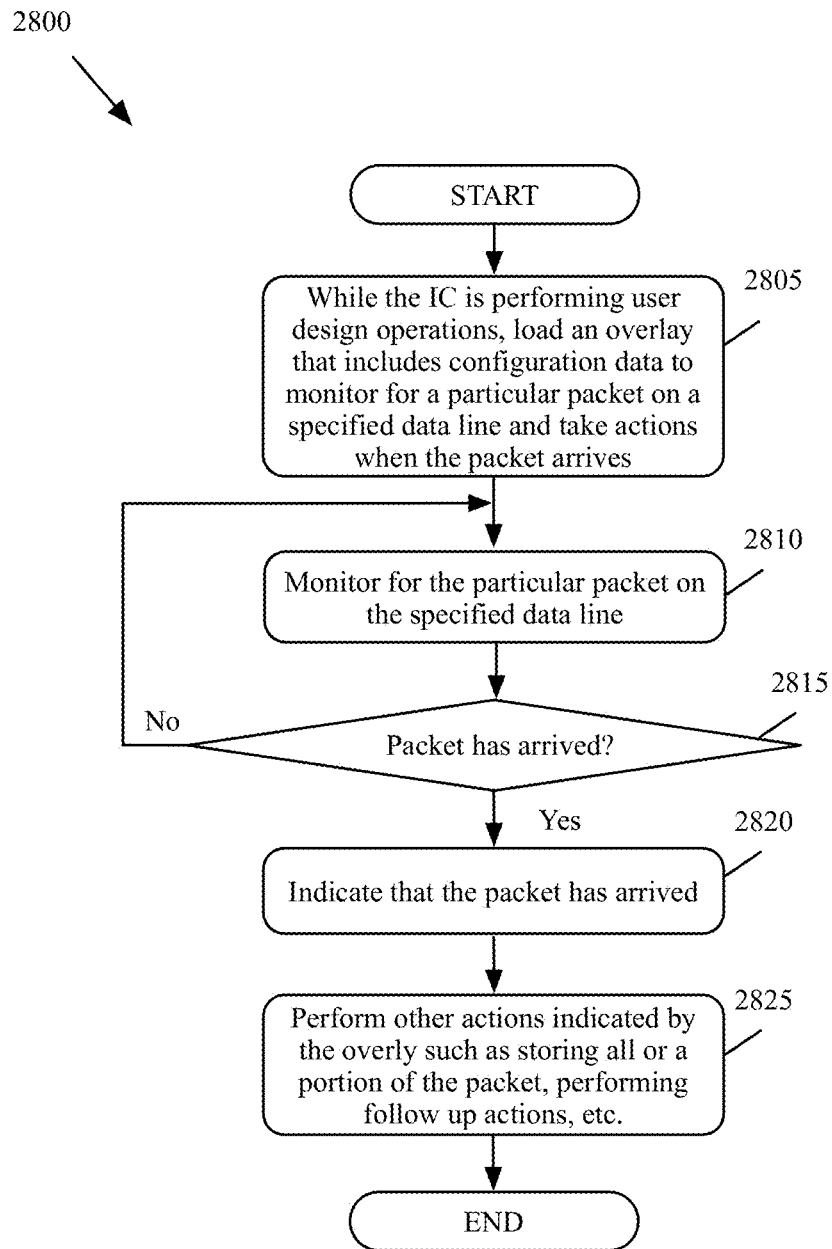 2800
START
2805
While the IC is performing user
design operations, load an overlay
that includes configuration data to
monitor for a particular packet on a
specified data line and take actions
when the packet arrives
2810
Monitor for the particular packet on
the specified data line
2815
No
Packet has arrived?
Yes
2820
Indicate that the packet has arrived
2825
Perform other actions indicated by
the overly such as storing all or a
portion of the packet, performing
follow up actions, etc.
END